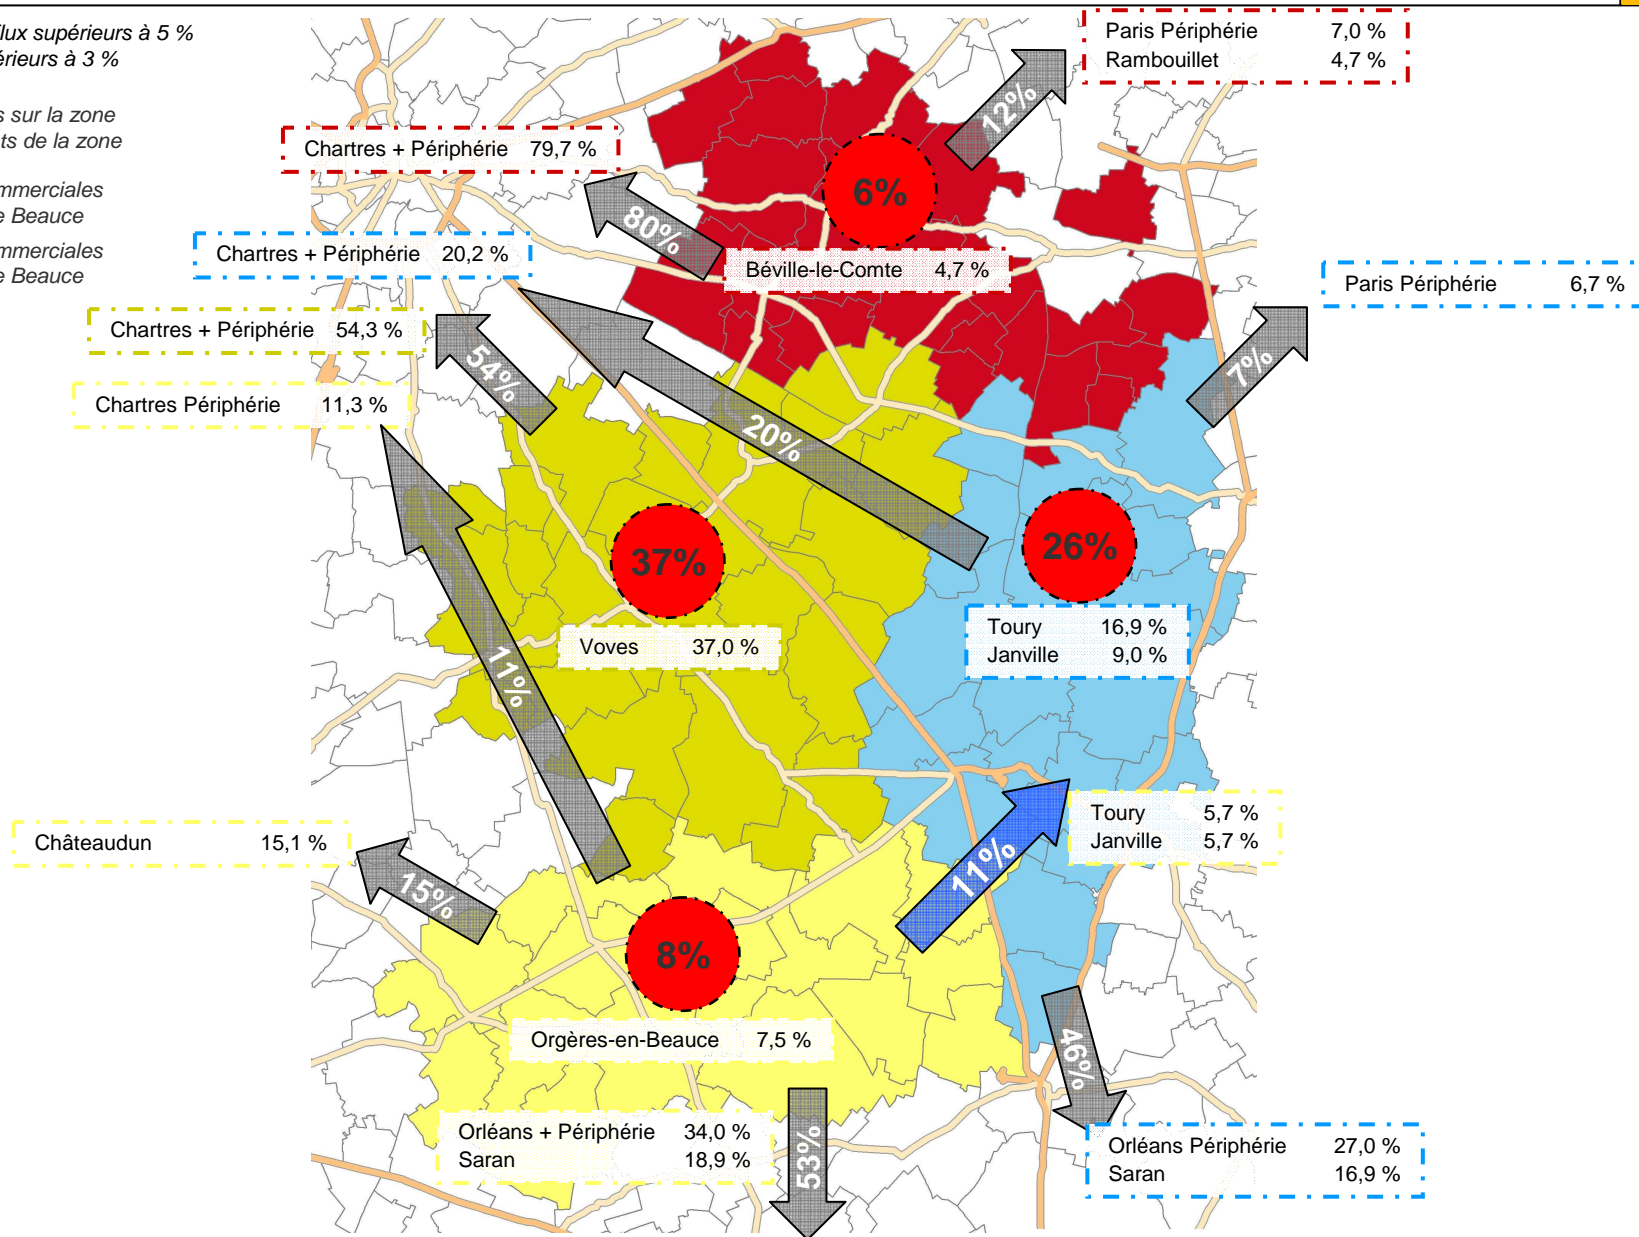 flux supérieurs à 5 %
érieurs à 3 %
s sur la zone
ts de la zone
mmerciales
e Beauce
mmerciales
e Beauce
Paris Périphérie 7,0 %
Rambouillet 4,7 %
12%
Chartres + Périphérie 79,7 %
6%
80%
Chartres + Périphérie 20,2 %
Béville-le-Comte 4,7 %
Paris Périphérie 6,7 %
Chartres + Périphérie 54,3 %
54%
7%
Chartres Périphérie 11,3 %
20%
37%
26%
Voves 37,0 %
Toury 16,9 %
Janville 9,0 %
11%
Toury 5,7 %
Janville 5,7 %
Châteaudun 15,1 %
15%
11%
8%
Orgères-en-Beauce 7,5 %
46%
Orléans + Périphérie 34,0 %
Saran 18,9 %
53%
Orléans Périphérie 27,0 %
Saran 16,9 %